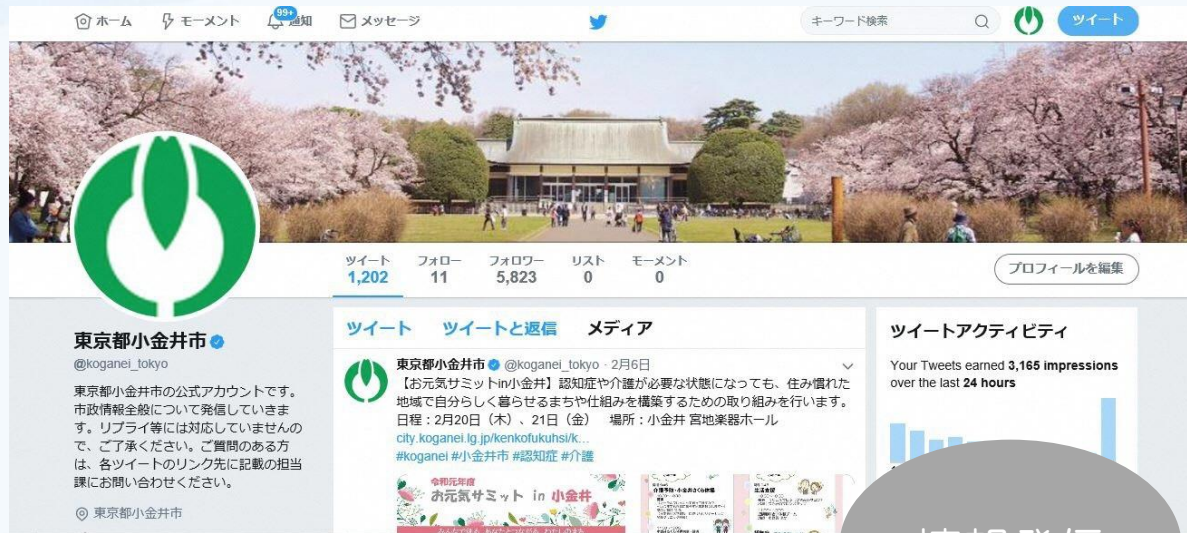 ホーム モーメント 99+ 通知 メッセージ キーワード検索 ツイート
ツイート フォロー フォロワー リスト モーメント
1,202 11 5,823 0 0
プロフィールを編集
東京都小金井市
@koganei_tokyo
東京都小金井市の公式アカウントです。
市政情報全般について発信していきま
す。リプライ等には対応していませんの
で、ご了承ください。ご質問のある方
は、各ツイートのリンク先に記載の担当
課にお問い合わせください。
東京都小金井市
ツイート ツイートと返信 メディア
東京都小金井市 @koganei_tokyo · 2月6日
【お元気サミットin小金井】認知症や介護が必要な状態になっても、住み慣れた
地域で自分らしく暮らせるまちや仕組みを構築するための取り組みを行います。
日程：2月20日（木）、21日（金） 場所：小金井 宮地楽器ホール
city.koganei.lg.jp/kenkofukuhsi/k...
#koganei #小金井市 #認知症 #介護
令和元年度
お元気サミット in 小金井
ツイートアクティビティ
Your Tweets earned 3,165 impressions
over the last 24 hours
情報発信